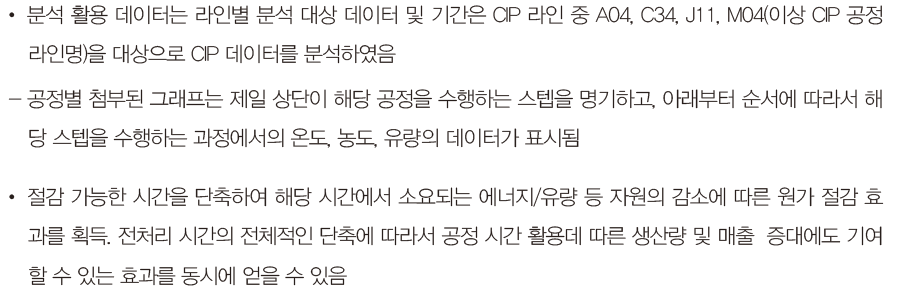 • 분석 활용 데이터는 라인별 분석 대상 데이터 및 기간은 CIP 라인 중 A04, C34, J11, M04(이상 CIP 공정
라인명)을 대상으로 CIP 데이터를 분석하였음
– 공정별 첨부된 그래프는 제일 상단이 해당 공정을 수행하는 스텝을 명기하고, 아래부터 순서에 따라서 해
당 스텝을 수행하는 과정에서의 온도, 농도, 유량의 데이터가 표시됨
• 절감 가능한 시간을 단축하여 해당 시간에서 소요되는 에너지/유량 등 자원의 감소에 따른 원가 절감 효
과를 획득. 전처리 시간의 전체적인 단축에 따라서 공정 시간 활용데 따른 생산량 및 매출 증대에도 기여
할 수 있는 효과를 동시에 얻을 수 있음